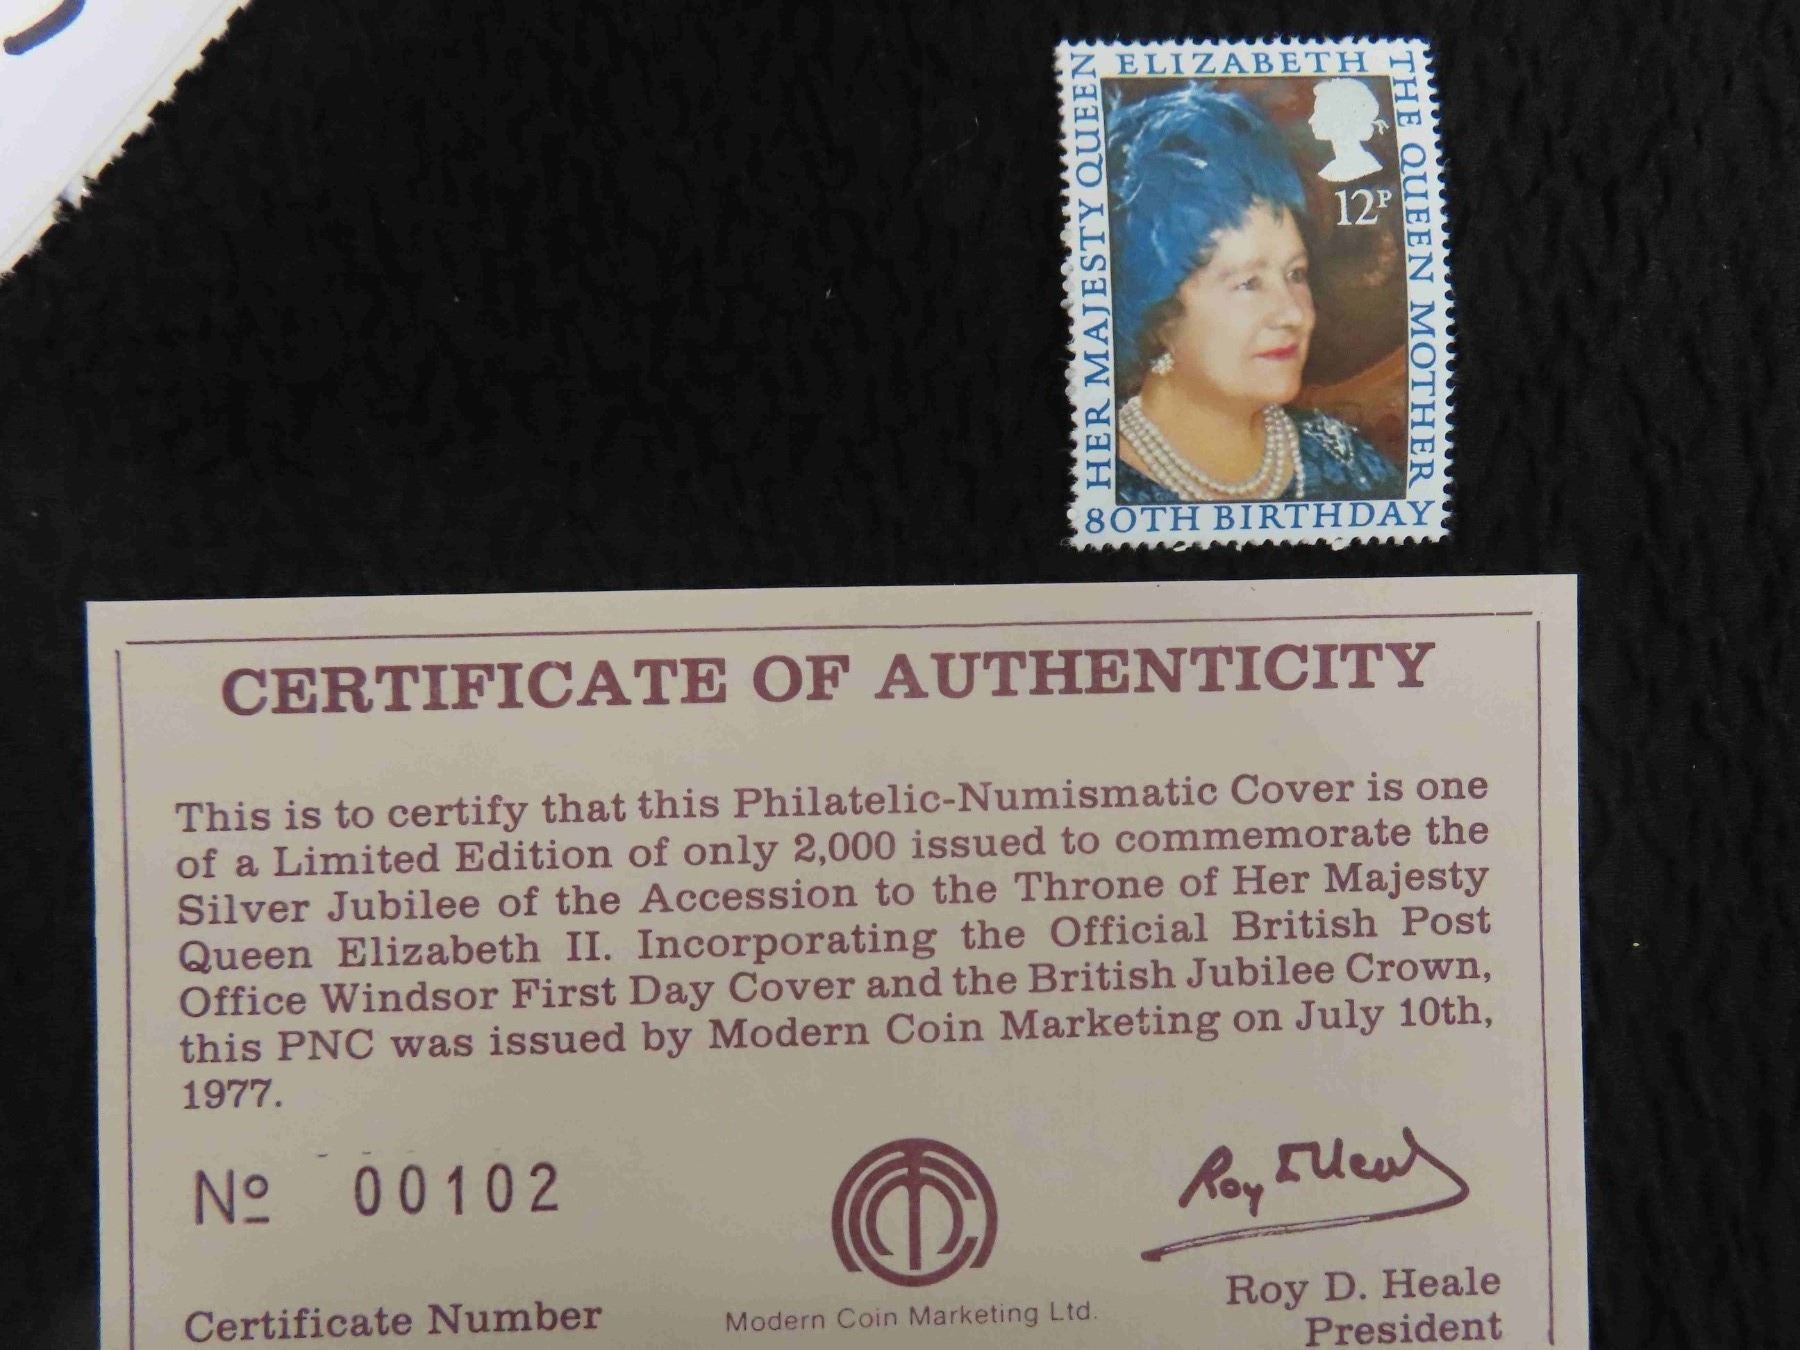 HER MAJESTY QUEEN
ELIZABETH
THE QUEEN MOTHER
12P
80TH BIRTHDAY
CERTIFICATE OF AUTHENTICITY
This is to certify that this Philatelic-Numismatic Cover is one
of a Limited Edition of only 2,000 issued to commemorate the
Silver Jubilee of the Accession to the Throne of Her Majesty
Queen Elizabeth II. Incorporating the Official British Post
Office Windsor First Day Cover and the British Jubilee Crown,
this PNC was issued by Modern Coin Marketing on July 10th,
1977.
Nº 00102
Certificate Number
Modern Coin Marketing Ltd.
Roy D. Heale
President